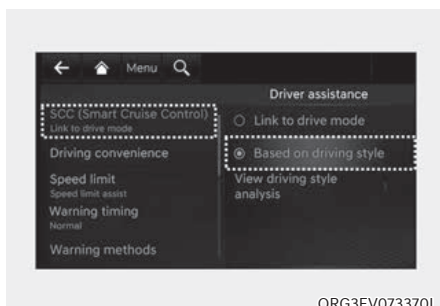 Menu
Driver assistance
SCC (Smart Cruise Control)
Link to drive mode
Driving convenience
Speed limit
Speed limit assist
Warning timing
Normal
Warning methods
Link to drive mode
Based on driving style
View driving style
analysis
ORG3EV073370L